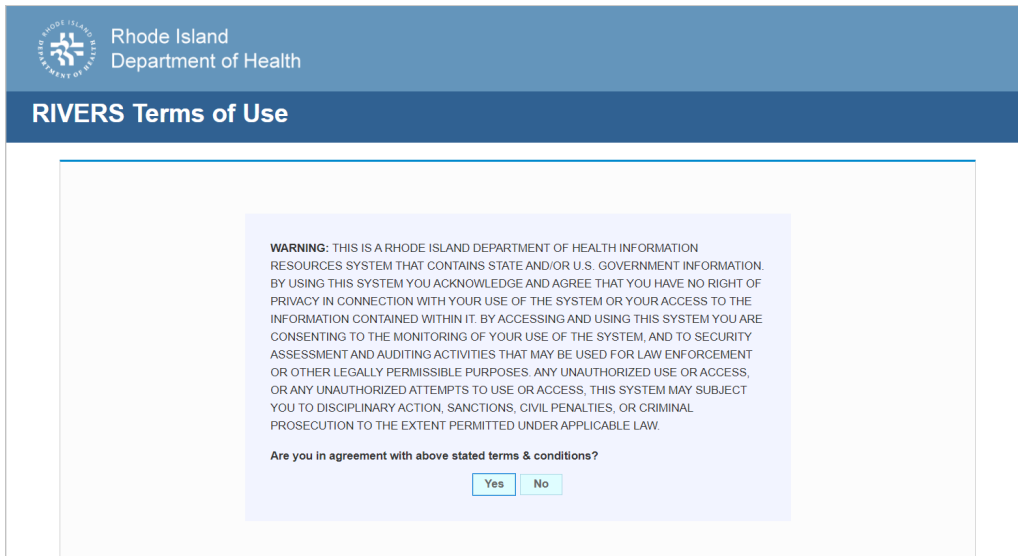 RHODE ISLAND
DEPARTMENT OF HEALTH
Rhode Island
Department of Health
RIVERS Terms of Use
WARNING: THIS IS A RHODE ISLAND DEPARTMENT OF HEALTH INFORMATION
RESOURCES SYSTEM THAT CONTAINS STATE AND/OR U.S. GOVERNMENT INFORMATION.
BY USING THIS SYSTEM YOU ACKNOWLEDGE AND AGREE THAT YOU HAVE NO RIGHT OF
PRIVACY IN CONNECTION WITH YOUR USE OF THE SYSTEM OR YOUR ACCESS TO THE
INFORMATION CONTAINED WITHIN IT. BY ACCESSING AND USING THIS SYSTEM YOU ARE
CONSENTING TO THE MONITORING OF YOUR USE OF THE SYSTEM, AND TO SECURITY
ASSESSMENT AND AUDITING ACTIVITIES THAT MAY BE USED FOR LAW ENFORCEMENT
OR OTHER LEGALLY PERMISSIBLE PURPOSES. ANY UNAUTHORIZED USE OR ACCESS,
OR ANY UNAUTHORIZED ATTEMPTS TO USE OR ACCESS, THIS SYSTEM MAY SUBJECT
YOU TO DISCIPLINARY ACTION, SANCTIONS, CIVIL PENALTIES, OR CRIMINAL
PROSECUTION TO THE EXTENT PERMITTED UNDER APPLICABLE LAW.
Are you in agreement with above stated terms & conditions?
Yes No